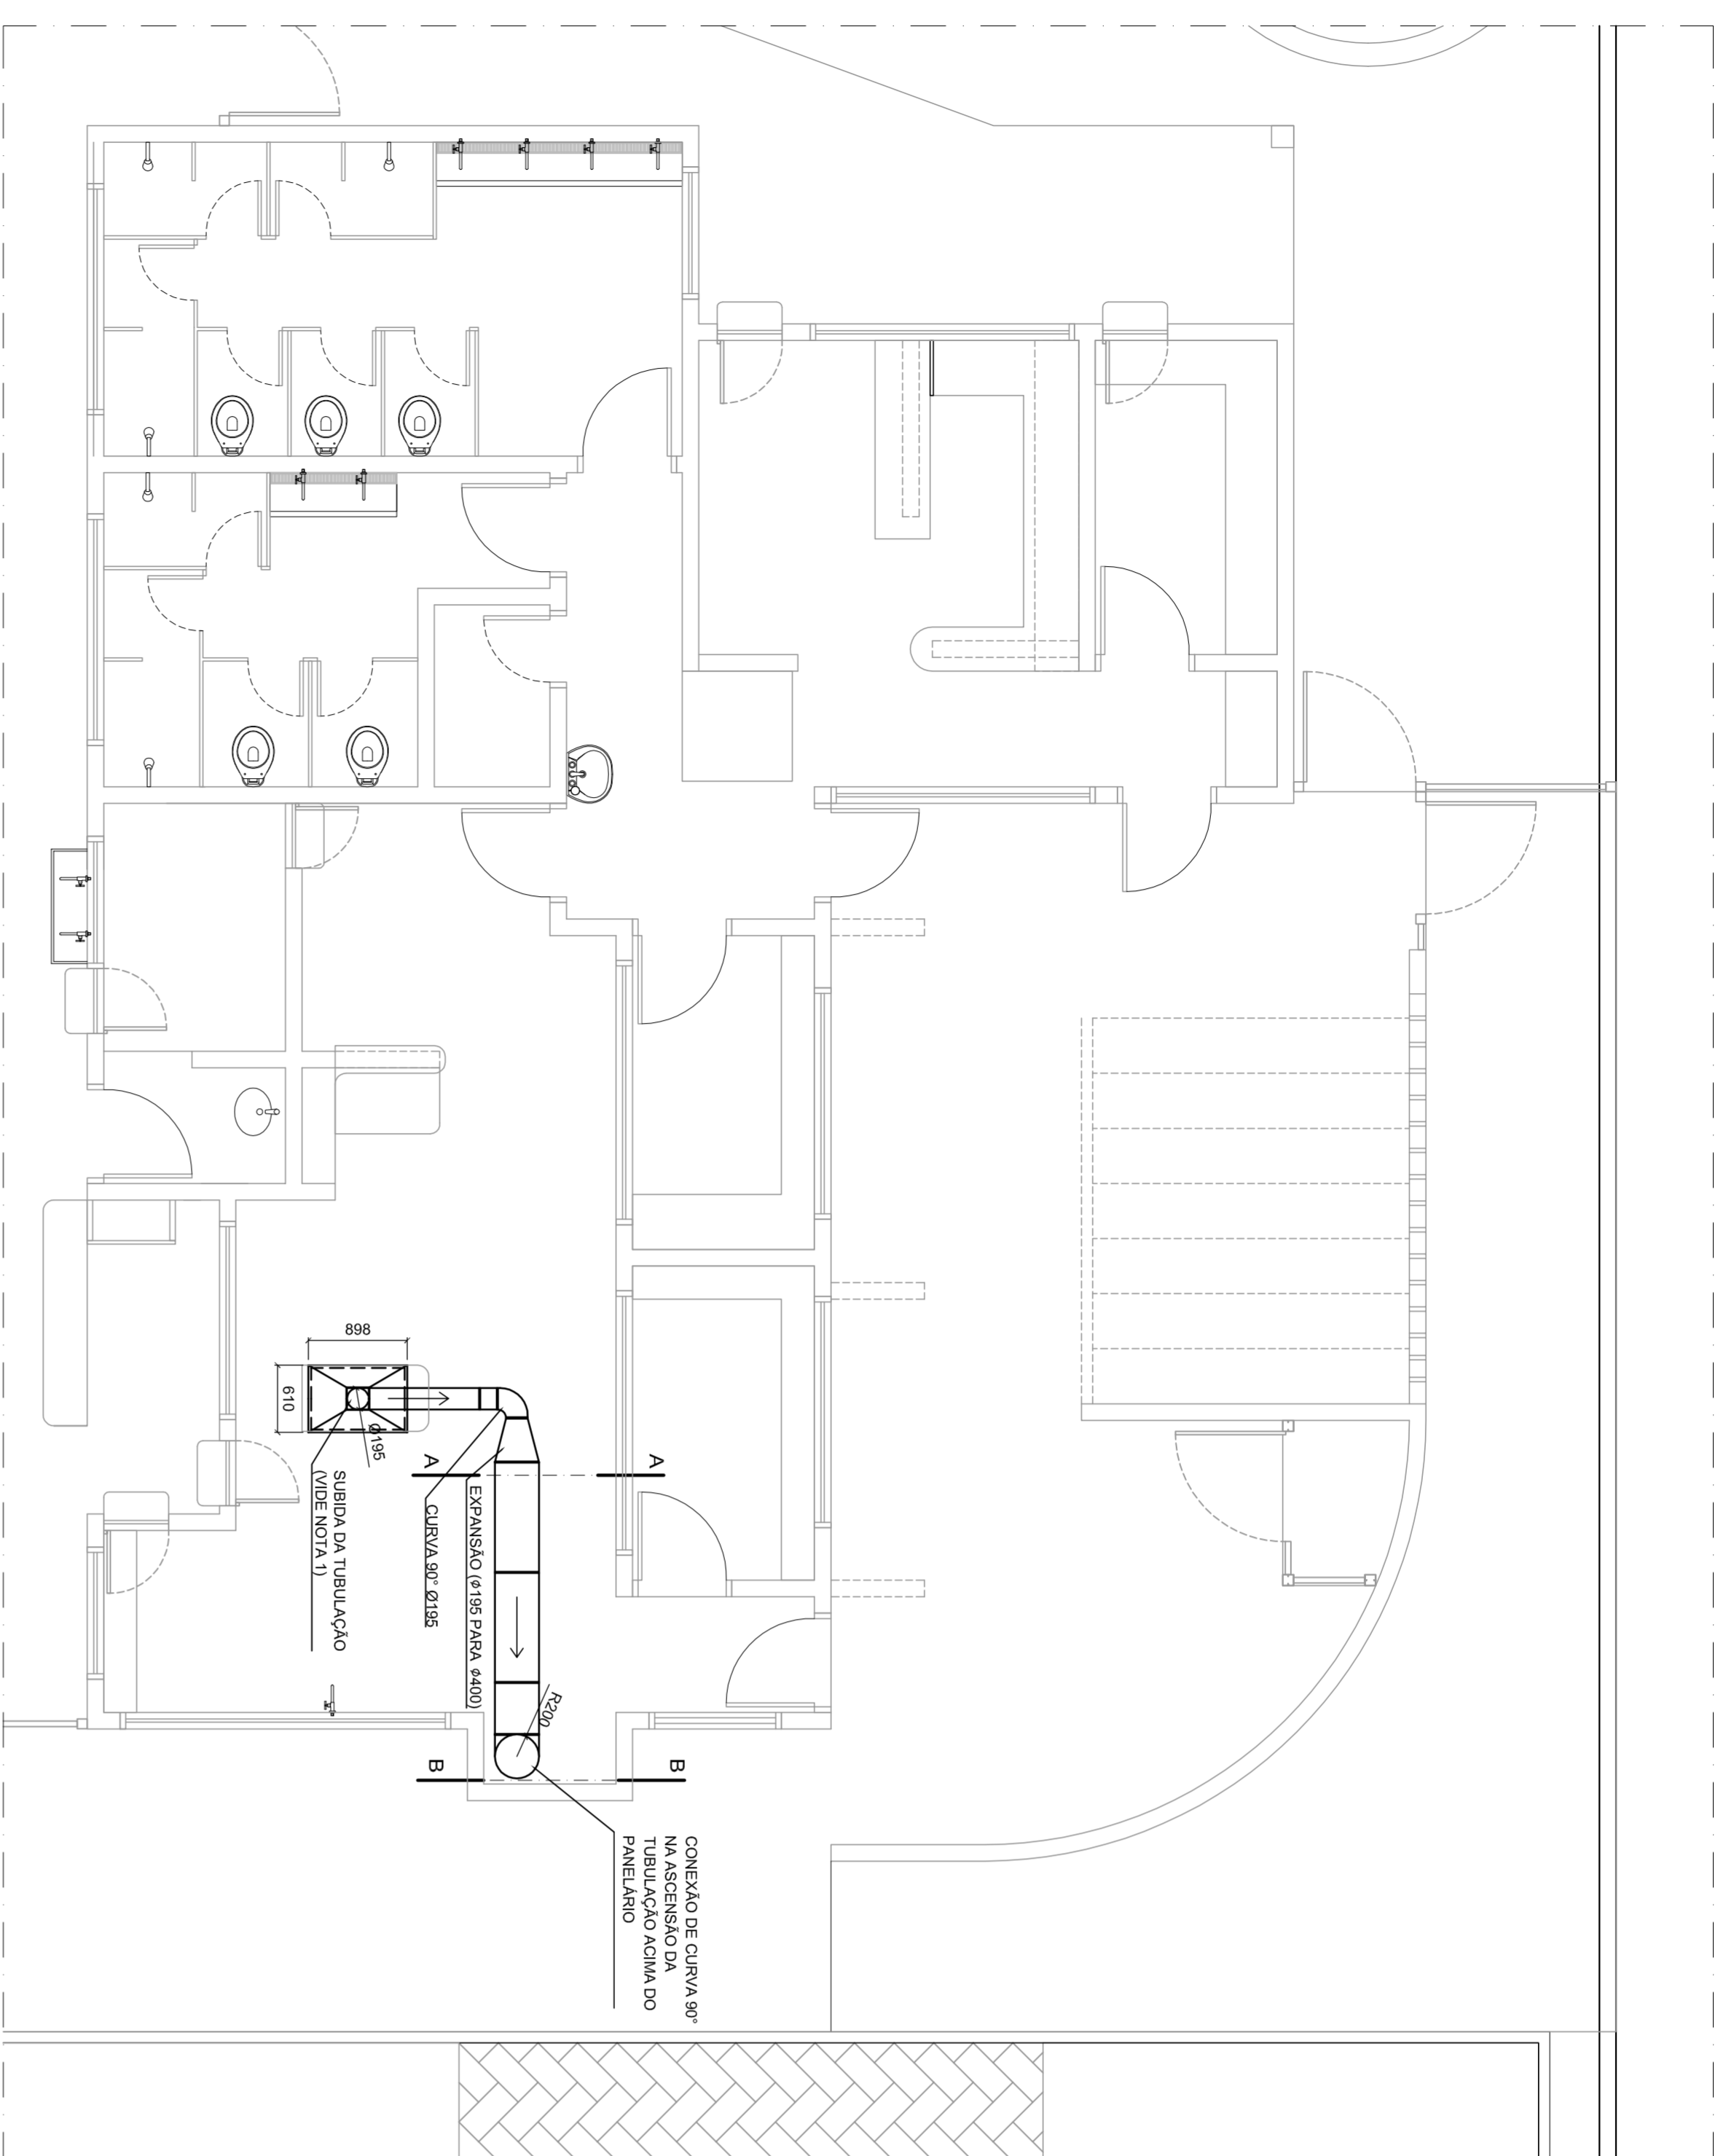 898
610
Ø195
SUBIDA DA TUBULAÇÃO
(VIDE NOTA 1)
A
A
CURVA 90° Ø195
EXPANSÃO (Ø195 PARA Ø400)
R200
B
B
CONEXÃO DE CURVA 90°
NA ASCENSÃO DA
TUBULAÇÃO ACIMA DO
PANELÁRIO